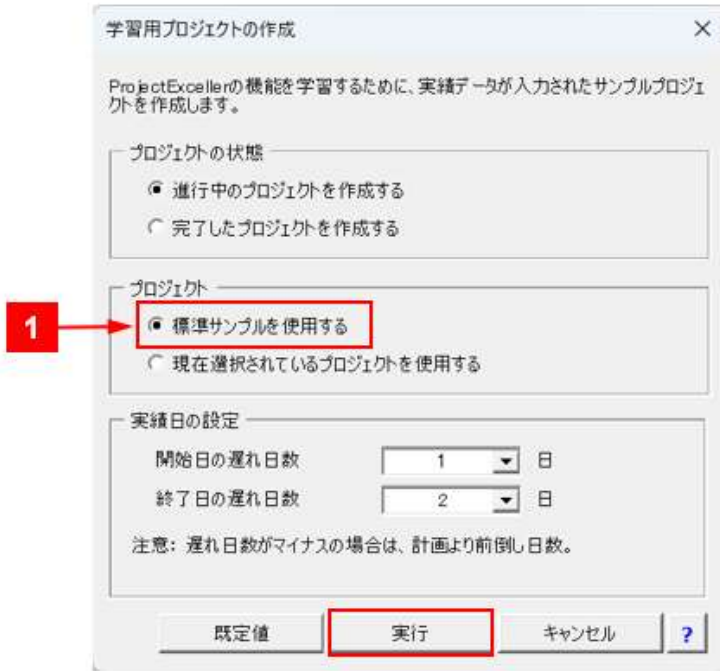 学習用プロジェクトの作成
ProjectExcellerの機能を学習するために、実績データが入力されたサンプルプロジェ
クトを作成します。
プロジェクトの状態
進行中のプロジェクトを作成する
完了したプロジェクトを作成する
プロジェクト
1
標準サンプルを使用する
現在選択されているプロジェクトを使用する
実績日の設定
開始日の遅れ日数 1 日
終了日の遅れ日数 2 日
注意: 遅れ日数がマイナスの場合は、計画より前倒し日数。
既定値 実行 キャンセル ?